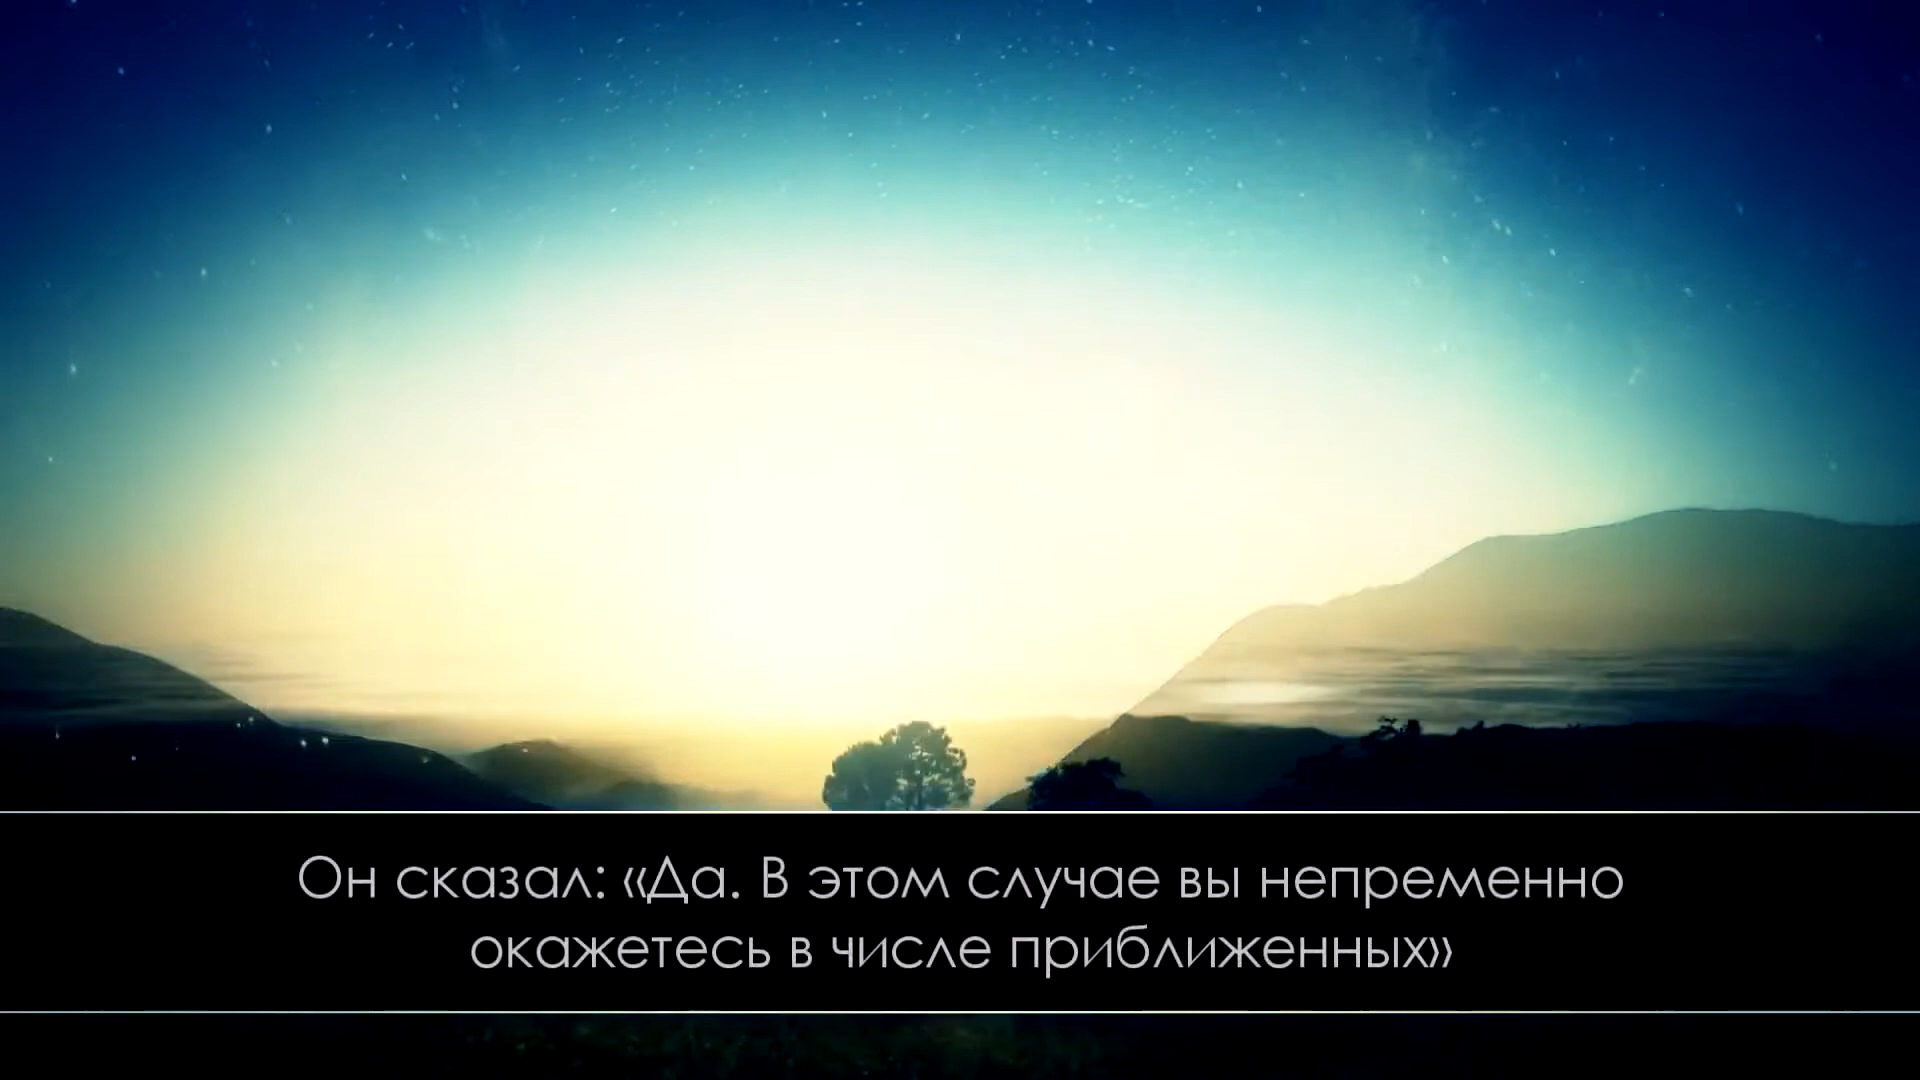 Он сказал: «Да. В этом случае вы непременно
окажетесь в числе приближенных»